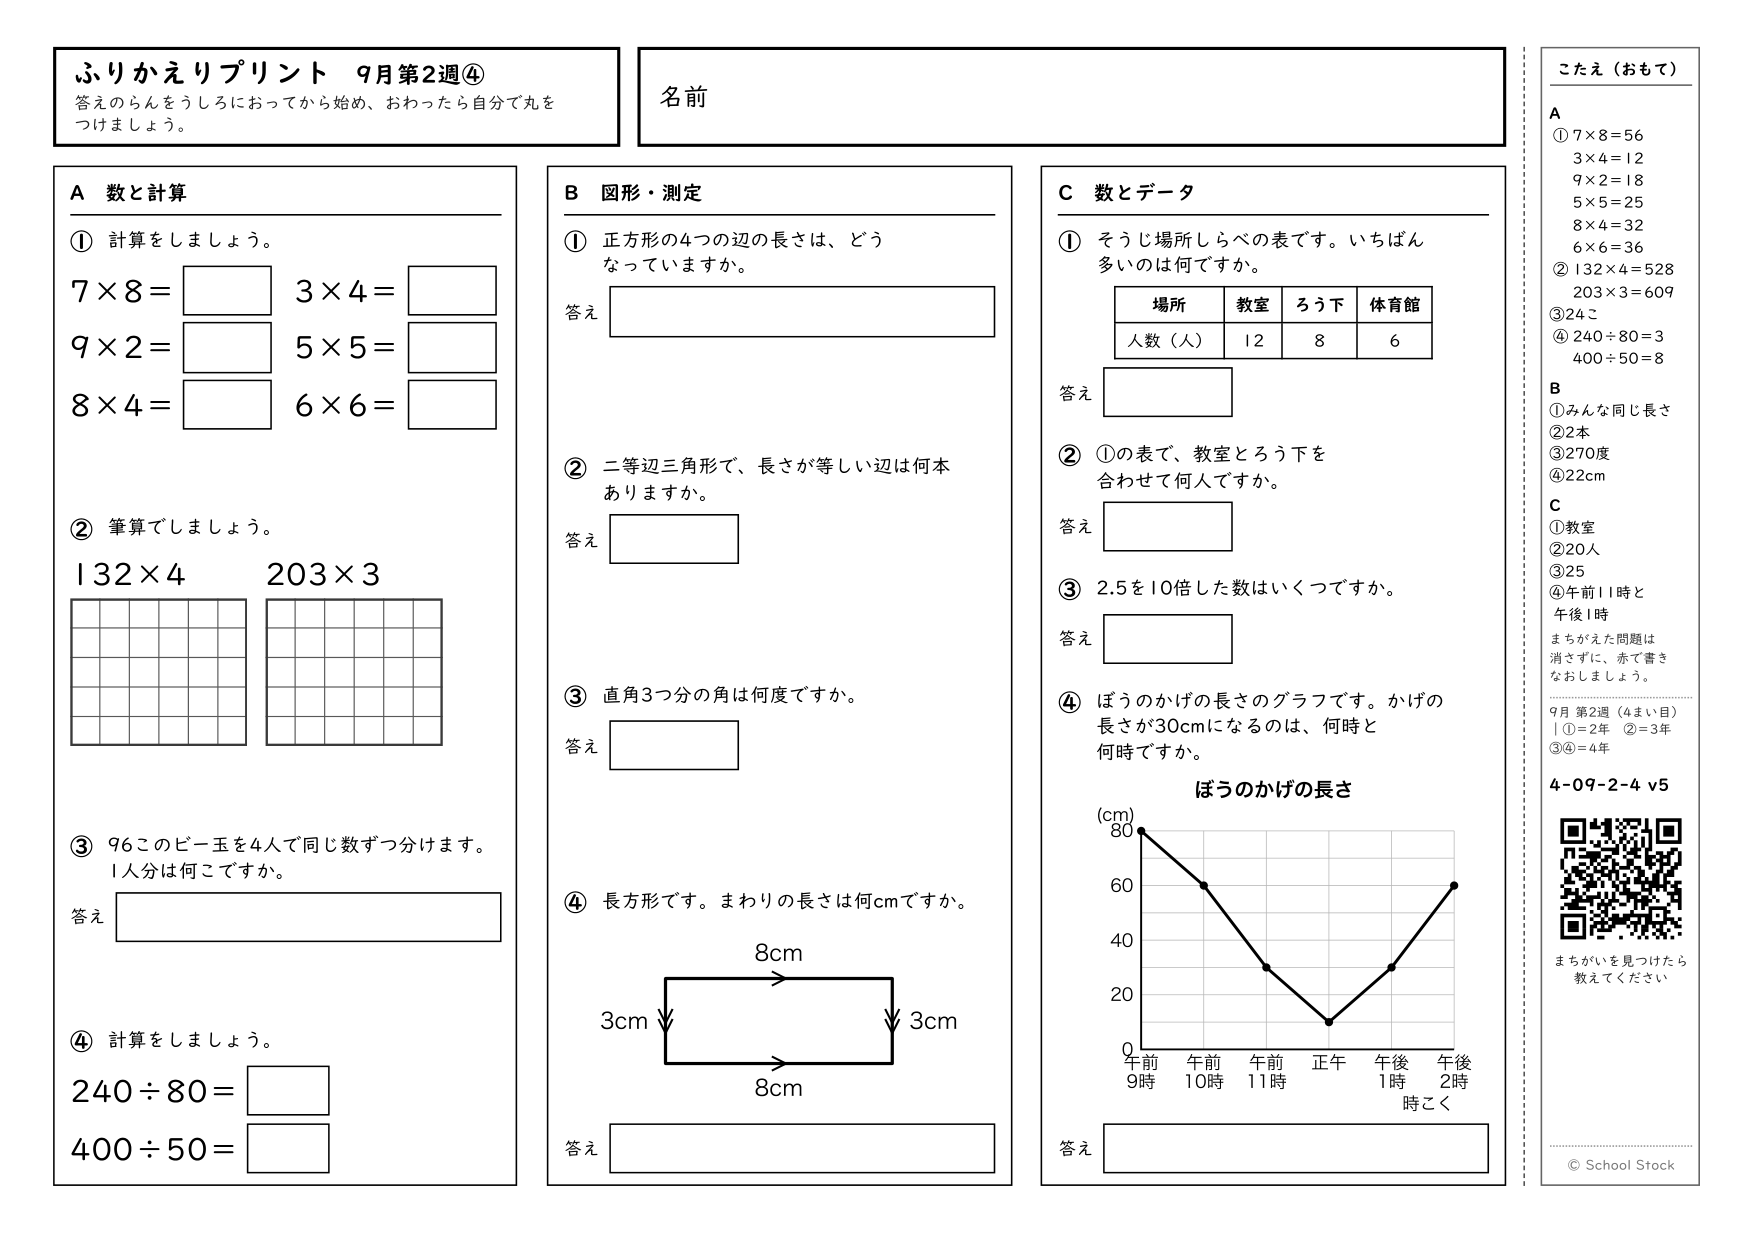 ふりかえりプリント　9月第2週④
答えのらんをうしろにおってから始め、おわったら自分で丸を
つけましょう。
名前
A　数と計算
① 計算をしましょう。
7×8＝　3×4＝
9×2＝　5×5＝
8×4＝　6×6＝
② 筆算でしましょう。
132×4　203×3
③ 96このビー玉を4人で同じ数ずつ分けます。
1人分は何こですか。
答え
④ 計算をしましょう。
240÷80＝
400÷50＝
B　図形・測定
① 正方形の4つの辺の長さは、どう
なっていますか。
答え
② 二等辺三角形で、長さが等しい辺は何本
ありますか。
答え
③ 直角3つ分の角は何度ですか。
答え
④ 長方形です。まわりの長さは何cmですか。
8cm
3cm　3cm
8cm
答え
C　数とデータ
① そうじ場所しらべの表です。いちばん
多いのは何ですか。
場所　教室　ろう下　体育館
人数（人）　12　8　6
答え
② ①の表で、教室とろう下を
合わせて何人ですか。
答え
③ 2.5を10倍した数はいくつですか。
答え
④ ぼうのかげの長さのグラフです。かげの
長さが30cmになるのは、何時と
何時ですか。
ぼうのかげの長さ
(cm)
80
60
40
20
0
午前　午前　午前　正午　午後　午後
9時　10時　11時　1時　2時
時こく
答え
こたえ（おもて）
A
① 7×8＝56
3×4＝12
9×2＝18
5×5＝25
8×4＝32
6×6＝36
② 132×4＝528
203×3＝609
③24こ
④ 240÷80＝3
400÷50＝8
B
①みんな同じ長さ
②2本
③270度
④22cm
C
①教室
②20人
③25
④午前11時と
午後1時
まちがえた問題は
消さずに、赤で書き
なおしましょう。
9月 第2週（4まい目）
｜①＝2年　②＝3年
③④＝4年
4-09-2-4 v5
まちがいを見つけたら
教えてください
© School Stock